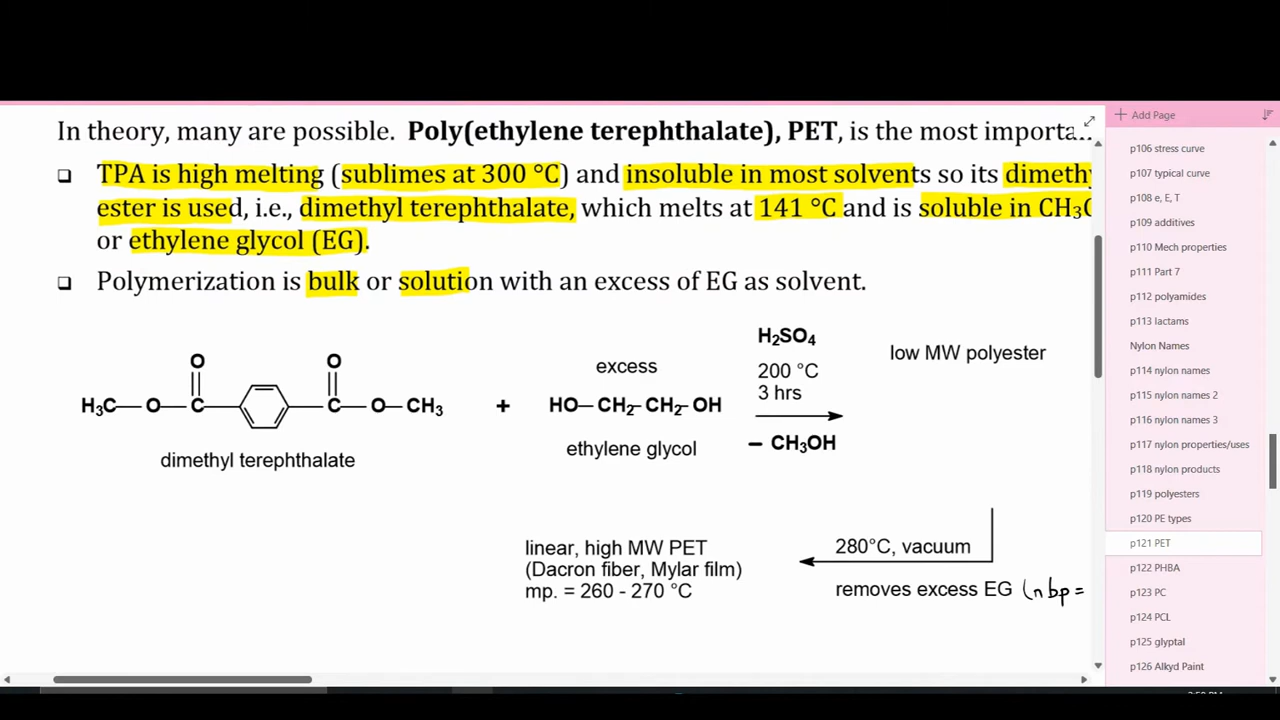 In theory, many are possible. Poly(ethylene terephthalate), PET, is the most
❑ TPA is high melting (sublimes at 300 °C) and insoluble in most solvents so its
ester is used, i.e., dimethyl terephthalate, which melts at 141 °C and is soluble in
or ethylene glycol (EG).
❑ Polymerization is bulk or solution with an excess of EG as solvent.
H₂SO₄
200 °C
3 hrs
– CH₃OH
low MW polyester
excess
O O
H₃C—O—C C—O—CH₃ + HO—CH₂—CH₂—OH
dimethyl terephthalate
ethylene glycol
280°C, vacuum
removes excess EG (n bp =
linear, high MW PET
(Dacron fiber, Mylar film)
mp. = 260 - 270 °C
+ Add Page
p106 stress curve
p107 typical curve
p108 e, E, T
p109 additives
p110 Mech properties
p111 Part 7
p112 polyamides
p113 lactams
Nylon Names
p114 nylon names
p115 nylon names 2
p116 nylon names 3
p117 nylon properties/uses
p118 nylon products
p119 polyesters
p120 PE types
p121 PET
p122 PHBA
p123 PC
p124 PCL
p125 glyptal
p126 Alkyd Paint